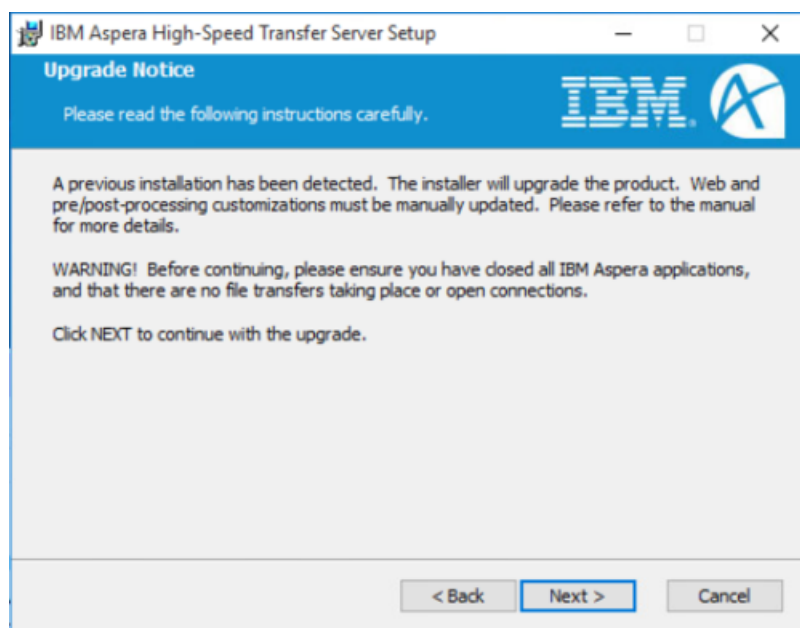 IBM Aspera High-Speed Transfer Server Setup
Upgrade Notice
Please read the following instructions carefully.
IBM.
A previous installation has been detected. The installer will upgrade the product. Web and
pre/post-processing customizations must be manually updated. Please refer to the manual
for more details.
WARNING! Before continuing, please ensure you have closed all IBM Aspera applications,
and that there are no file transfers taking place or open connections.
Click NEXT to continue with the upgrade.
< Back
Next >
Cancel